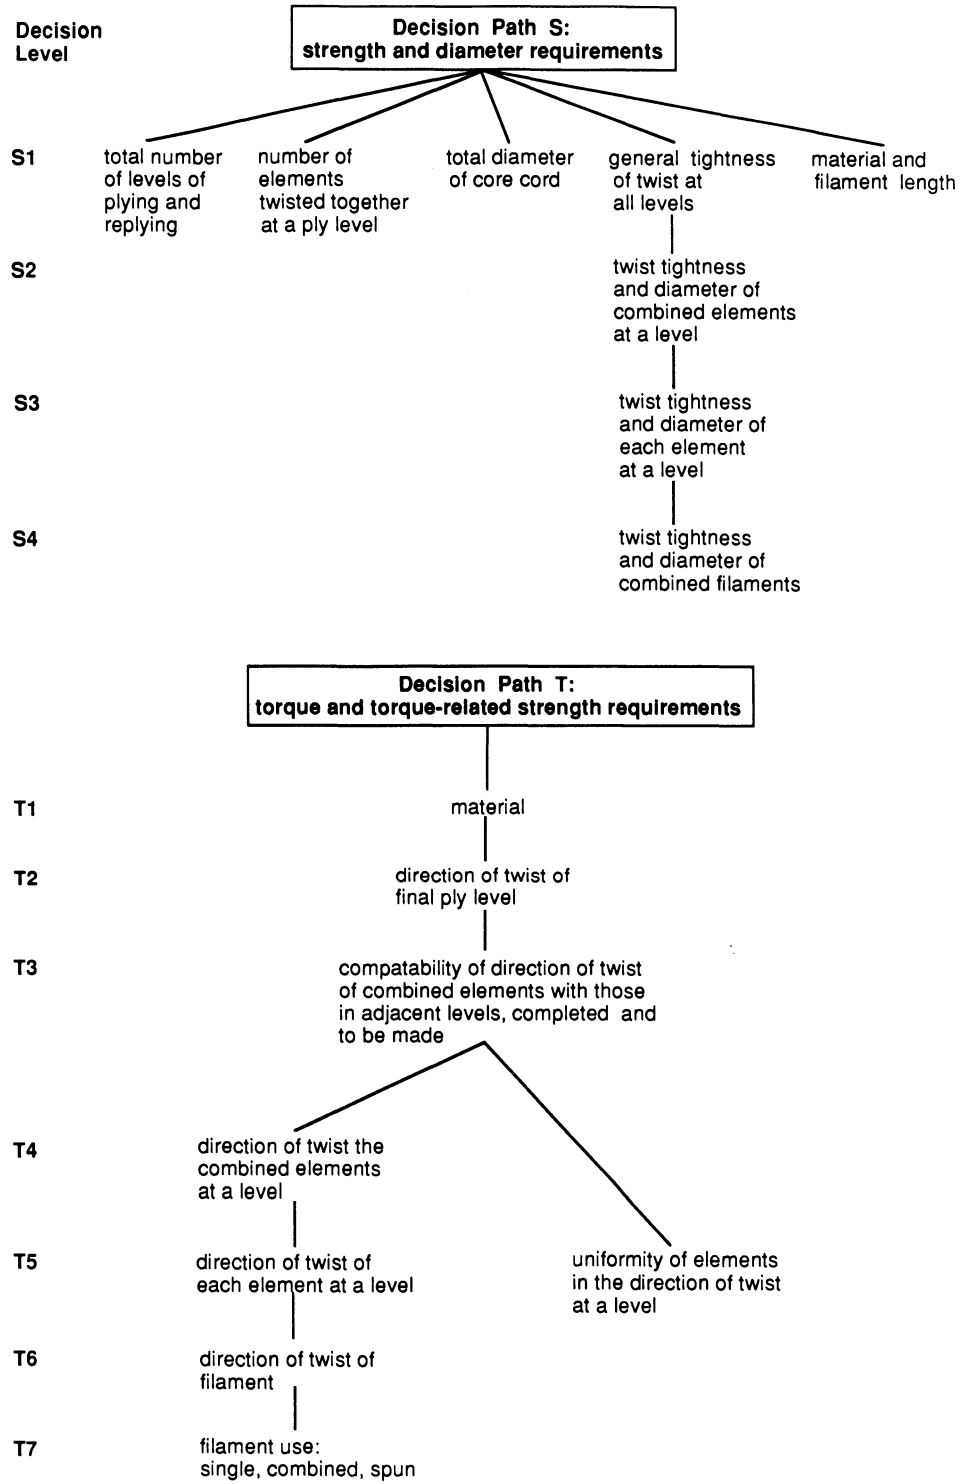 Decision
Level
Decision Path S:
strength and diameter requirements
S1
total number
of levels of
plying and
replying
number of
elements
twisted together
at a ply level
total diameter
of core cord
general tightness
of twist at
all levels
material and
filament length
S2
twist tightness
and diameter of
combined elements
at a level
S3
twist tightness
and diameter of
each element
at a level
S4
twist tightness
and diameter of
combined filaments
Decision Path T:
torque and torque-related strength requirements
T1
material
T2
direction of twist of
final ply level
T3
compatability of direction of twist
of combined elements with those
in adjacent levels, completed and
to be made
T4
direction of twist the
combined elements
at a level
T5
direction of twist of
each element at a level
uniformity of elements
in the direction of twist
at a level
T6
direction of twist of
filament
T7
filament use:
single, combined, spun